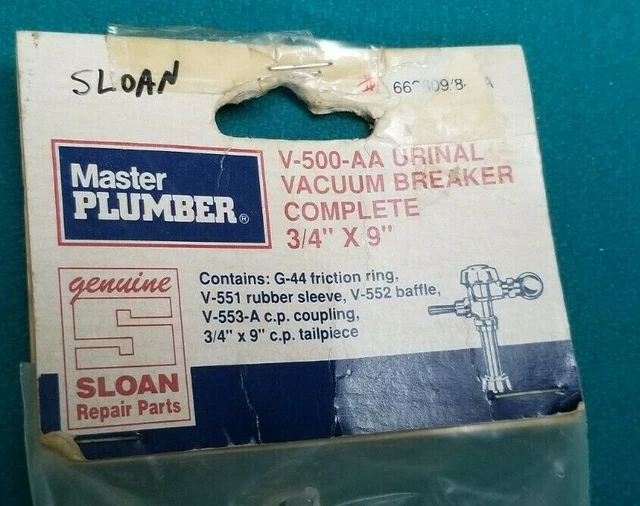 SLOAN
Master
PLUMBER®
V-500-AA URINAL
VACUUM BREAKER
COMPLETE
3/4" X 9"
genuine
S
SLOAN
Repair Parts
Contains: G-44 friction ring,
V-551 rubber sleeve, V-552 baffle,
V-553-A c.p. coupling,
3/4" x 9" c.p. tailpiece